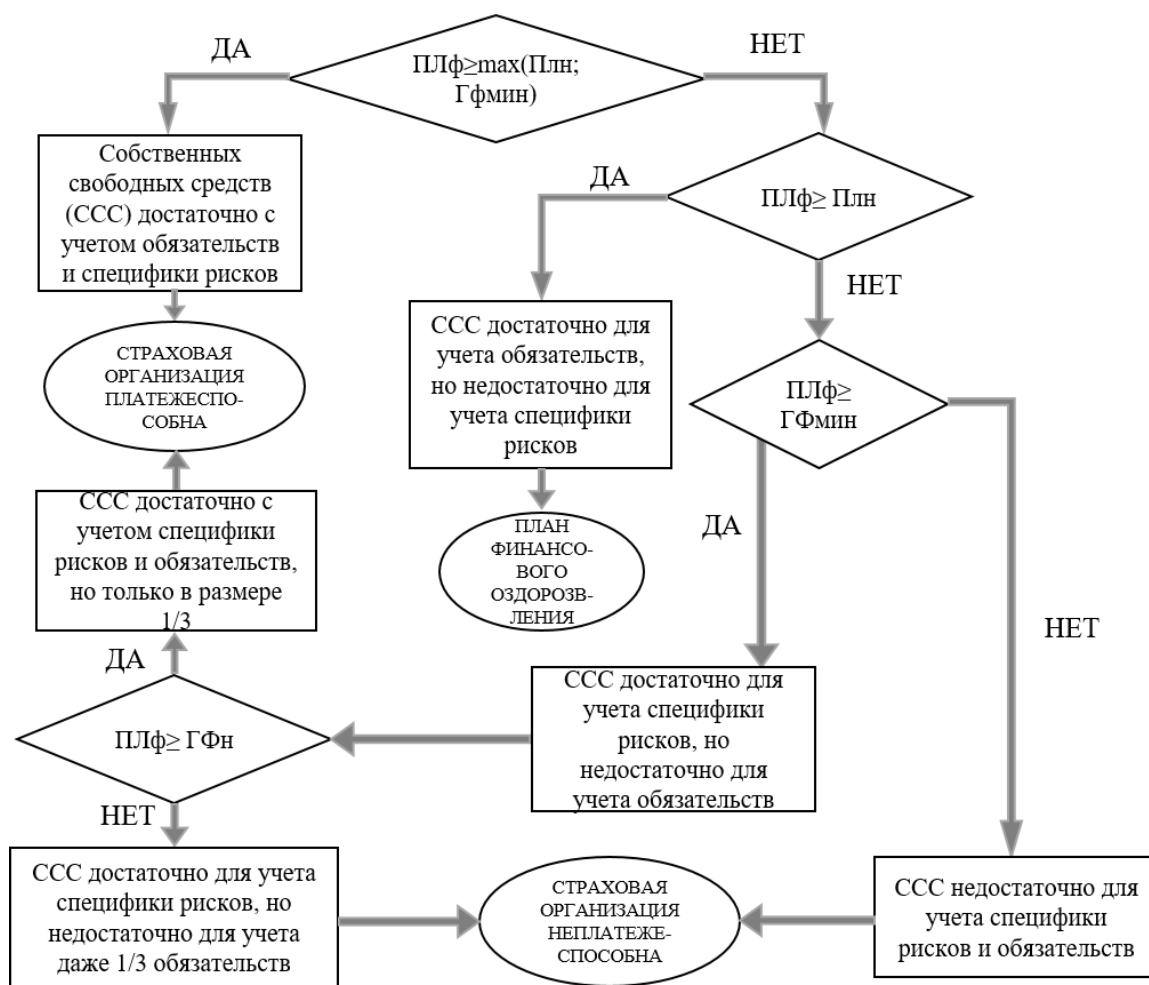 ДА
ПЛф≥max(Плн;
Гфмин)
НЕТ
Собственных
свободных средств
(ССС) достаточно с
учетом обязательств
и специфики рисков
ДА
ПЛф≥ Плн
НЕТ
СТРАХОВАЯ
ОРГАНИЗАЦИЯ
ПЛАТЕЖЕСПО-
СОБНА
ССС достаточно для
учета обязательств,
но недостаточно для
учета специфики
рисков
ПЛф≥
ГФмин
ССС достаточно с
учетом специфики
рисков и обязательств,
но только в размере
1/3
ПЛАН
ФИНАНСО-
ВОГО
ОЗДОРОЗВ-
ЛЕНИЯ
ДА
НЕТ
ДА
ПЛф≥ ГФн
ССС достаточно для
учета специфики
рисков, но
недостаточно для
учета обязательств
НЕТ
ССС достаточно для учета
специфики рисков, но
недостаточно для учета
даже 1/3 обязательств
СТРАХОВАЯ
ОРГАНИЗАЦИЯ
НЕПЛАТЕЖЕ-
СПОСОБНА
ССС недостаточно для
учета специфики
рисков и обязательств